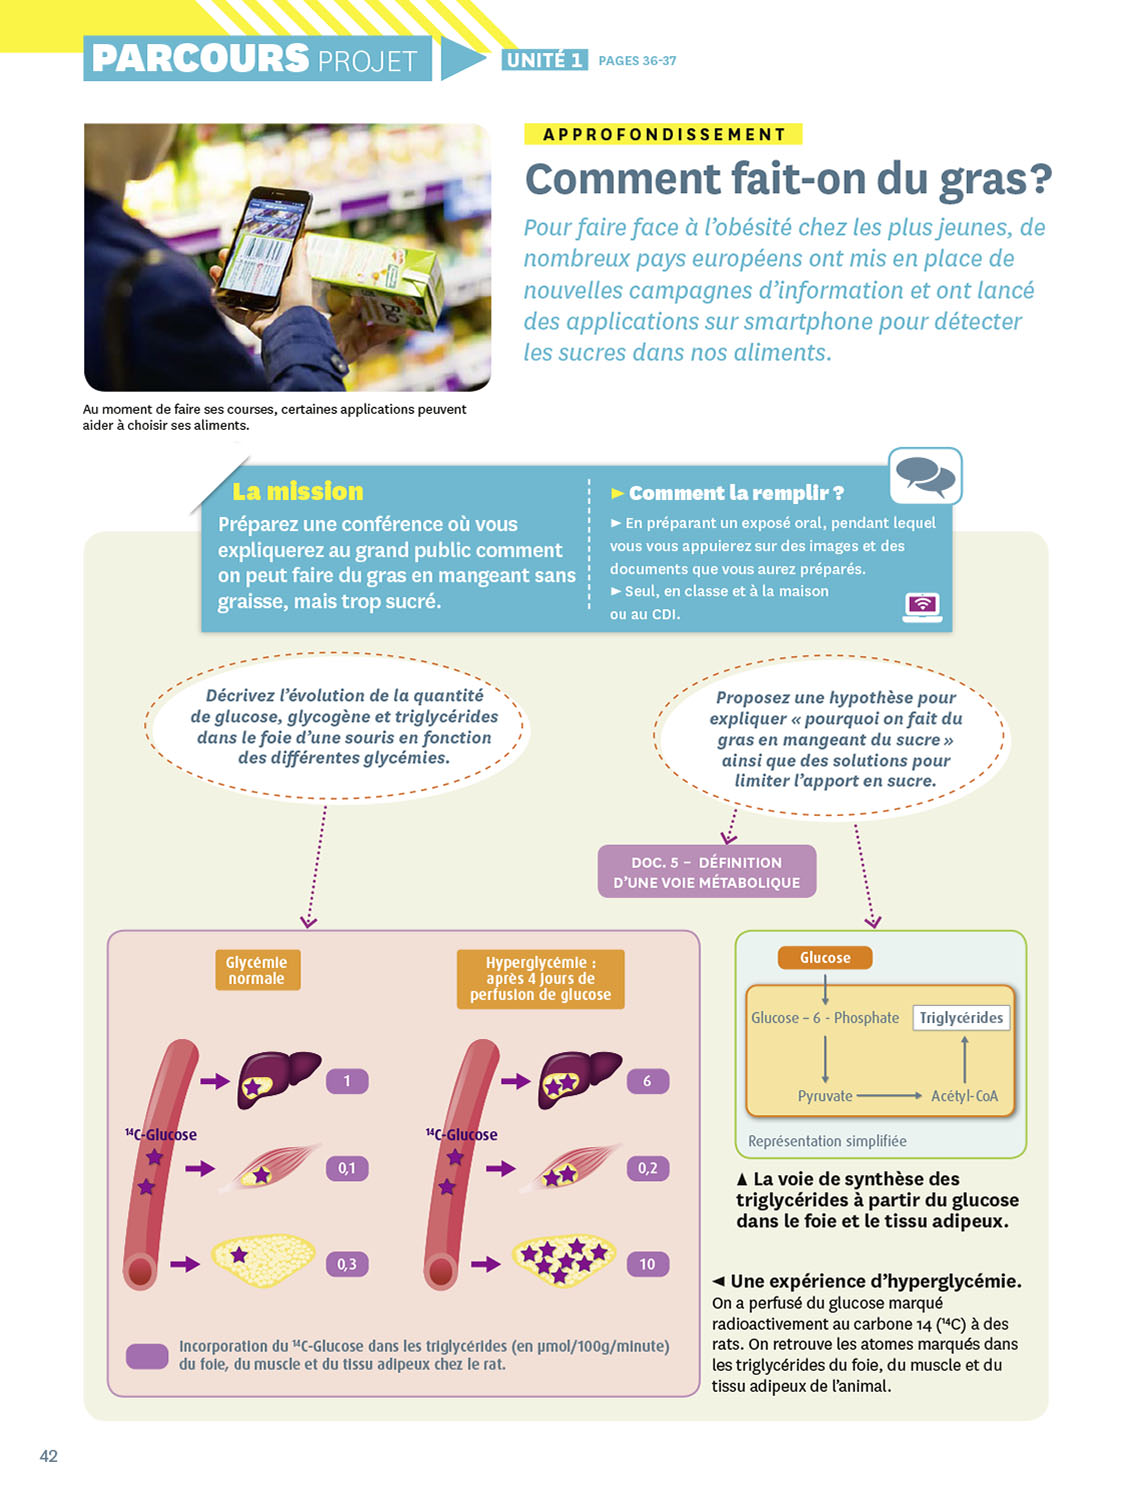 PARCOURS PROJET
UNITÉ 1 PAGES 36-37
APPROFONDISSEMENT
Comment fait-on du gras?
Pour faire face à l'obésité chez les plus jeunes, de
nombreux pays européens ont mis en place de
nouvelles campagnes d'information et ont lancé
des applications sur smartphone pour détecter
les sucres dans nos aliments.
Bio
Au moment de faire ses courses, certaines applications peuvent
aider à choisir ses aliments.
La mission
Préparez une conférence où vous
expliquerez au grand public comment
on peut faire du gras en mangeant sans
graisse, mais trop sucré.
► Comment la remplir ?
► En préparant un exposé oral, pendant lequel
vous vous appuierez sur des images et des
documents que vous aurez préparés.
► Seul, en classe et à la maison
ou au CDI.
Décrivez l'évolution de la quantité
de glucose, glycogène et triglycérides
dans le foie d'une souris en fonction
des différentes glycémies.
Proposez une hypothèse pour
expliquer « pourquoi on fait du
gras en mangeant du sucre »
ainsi que des solutions pour
limiter l'apport en sucre.
DOC. 5 – DÉFINITION
D'UNE VOIE MÉTABOLIQUE
Glycémie
normale
Hyperglycémie :
après 4 jours de
perfusion de glucose
1
6
¹⁴C-Glucose
¹⁴C-Glucose
0,1
0,2
0,3
10
Incorporation du ¹⁴C-Glucose dans les triglycérides (en µmol/100g/minute)
du foie, du muscle et du tissu adipeux chez le rat.
Glucose
Glucose – 6 - Phosphate
Triglycérides
Pyruvate
Acétyl-CoA
Représentation simplifiée
▲ La voie de synthèse des
triglycérides à partir du glucose
dans le foie et le tissu adipeux.
◄ Une expérience d'hyperglycémie.
On a perfusé du glucose marqué
radioactivement au carbone 14 (¹⁴C) à des
rats. On retrouve les atomes marqués dans
les triglycérides du foie, du muscle et du
tissu adipeux de l'animal.
42